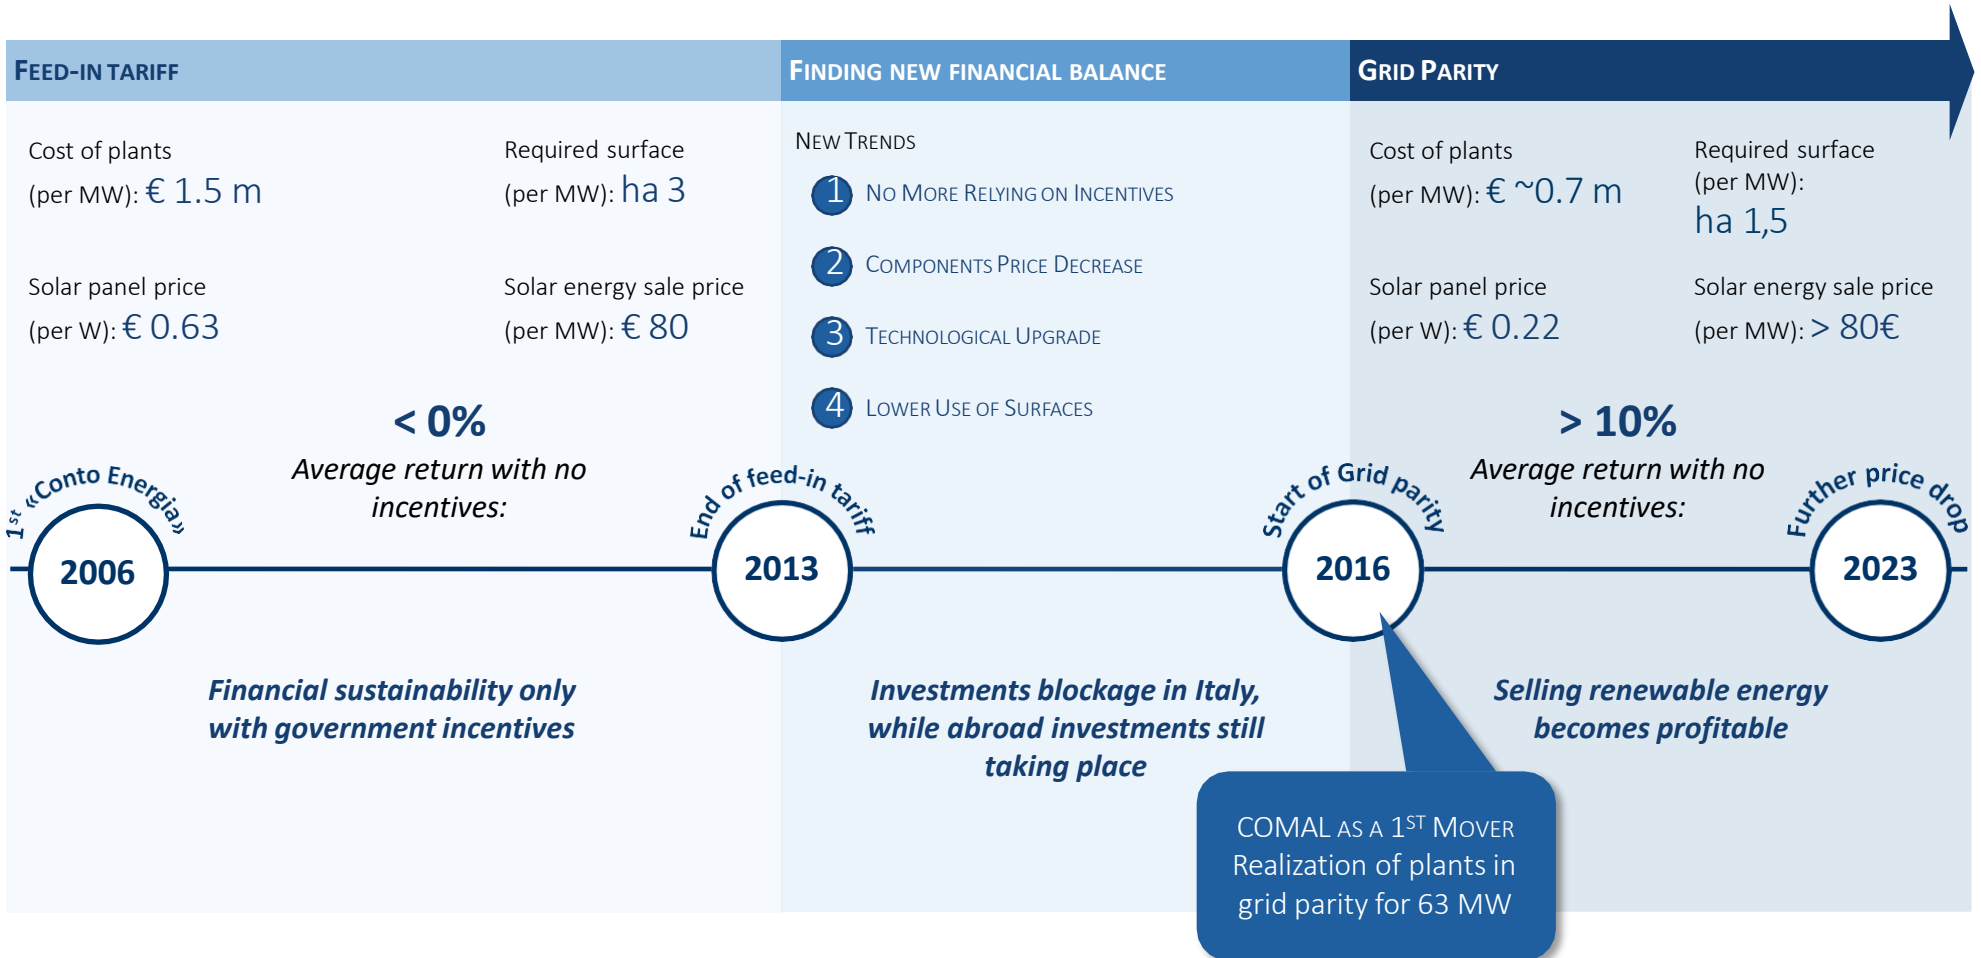 FEED-IN TARIFF
Cost of plants
(per MW): € 1.5 m
Required surface
(per MW): ha 3
Solar panel price
(per W): € 0.63
Solar energy sale price
(per MW): € 80
< 0%
Average return with no
incentives:
FINDING NEW FINANCIAL BALANCE
NEW TRENDS
1 NO MORE RELYING ON INCENTIVES
2 COMPONENTS PRICE DECREASE
3 TECHNOLOGICAL UPGRADE
4 LOWER USE OF SURFACES
GRID PARITY
Cost of plants
(per MW): € ~0.7 m
Required surface
(per MW):
ha 1,5
Solar panel price
(per W): € 0.22
Solar energy sale price
(per MW): > 80€
> 10%
Average return with no
incentives:
1st «Conto Energia»
2006
End of feed-in tariff
2013
Start of Grid parity
2016
Further price drop
2023
Financial sustainability only
with government incentives
Investments blockage in Italy,
while abroad investments still
taking place
Selling renewable energy
becomes profitable
COMAL AS A 1ST MOVER
Realization of plants in
grid parity for 63 MW